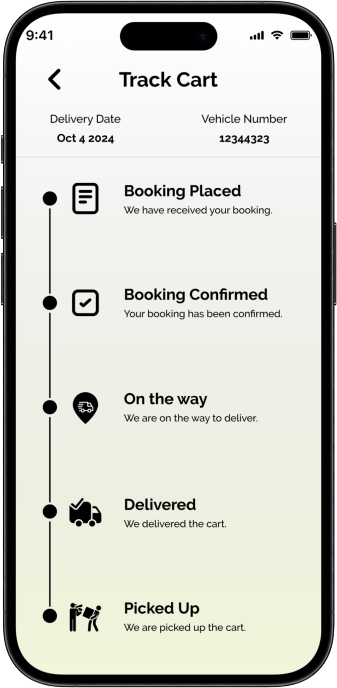 9:41
Track Cart
Delivery Date Vehicle Number
Oct 4 2024 12344323
Booking Placed
We have received your booking.
Booking Confirmed
Your booking has been confirmed.
On the way
We are on the way to deliver.
Delivered
We delivered the cart.
Picked Up
We are picked up the cart.